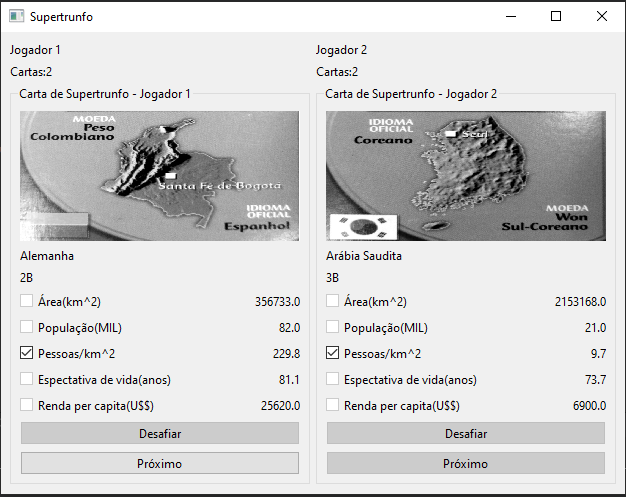 Supertrunfo
Jogador 1
Cartas:2
Carta de Supertrunfo - Jogador 1
MOEDA
Peso
Colombiano
Santa Fe de Bogota
IDIOMA
OFICIAL
Espanhol
Alemanha
2B
Área(km^2) 356733.0
População(MIL) 82.0
Pessoas/km^2 229.8
Espectativa de vida(anos) 81.1
Renda per capita(U$$) 25620.0
Desafiar
Próximo
Jogador 2
Cartas:2
Carta de Supertrunfo - Jogador 2
IDIOMA
OFICIAL
Coreano
Seul
MOEDA
Won
Sul-Coreano
Arábia Saudita
3B
Área(km^2) 2153168.0
População(MIL) 21.0
Pessoas/km^2 9.7
Espectativa de vida(anos) 73.7
Renda per capita(U$$) 6900.0
Desafiar
Próximo